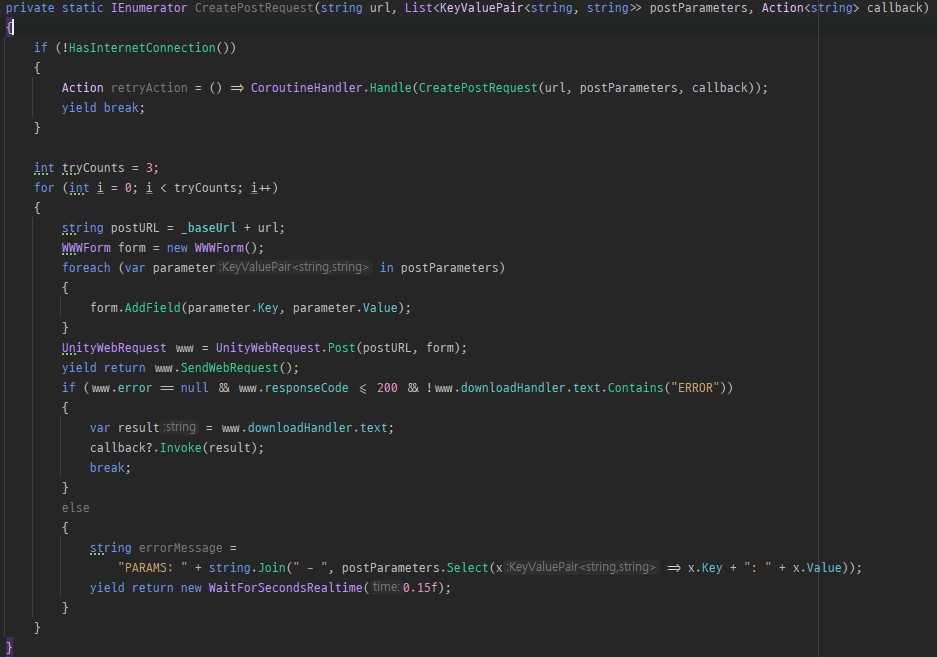 private static IEnumerator CreatePostRequest(string url, List<KeyValuePair<string, string>> postParameters, Action<string> callback)
{
if (!HasInternetConnection())
{
Action retryAction = () => CoroutineHandler.Handle(CreatePostRequest(url, postParameters, callback));
yield break;
}
int tryCounts = 3;
for (int i = 0; i < tryCounts; i++)
{
string postURL = _baseUrl + url;
WWWForm form = new WWWForm();
foreach (var parameter :KeyValuePair<string,string> in postParameters)
{
form.AddField(parameter.Key, parameter.Value);
}
UnityWebRequest www = UnityWebRequest.Post(postURL, form);
yield return www.SendWebRequest();
if (www.error == null && www.responseCode <= 200 && !www.downloadHandler.text.Contains("ERROR"))
{
var result :string = www.downloadHandler.text;
callback?.Invoke(result);
break;
}
else
{
string errorMessage =
"PARAMS: " + string.Join(" - ", postParameters.Select(x :KeyValuePair<string,string> => x.Key + ": " + x.Value));
yield return new WaitForSecondsRealtime( time: 0.15f);
}
}
}